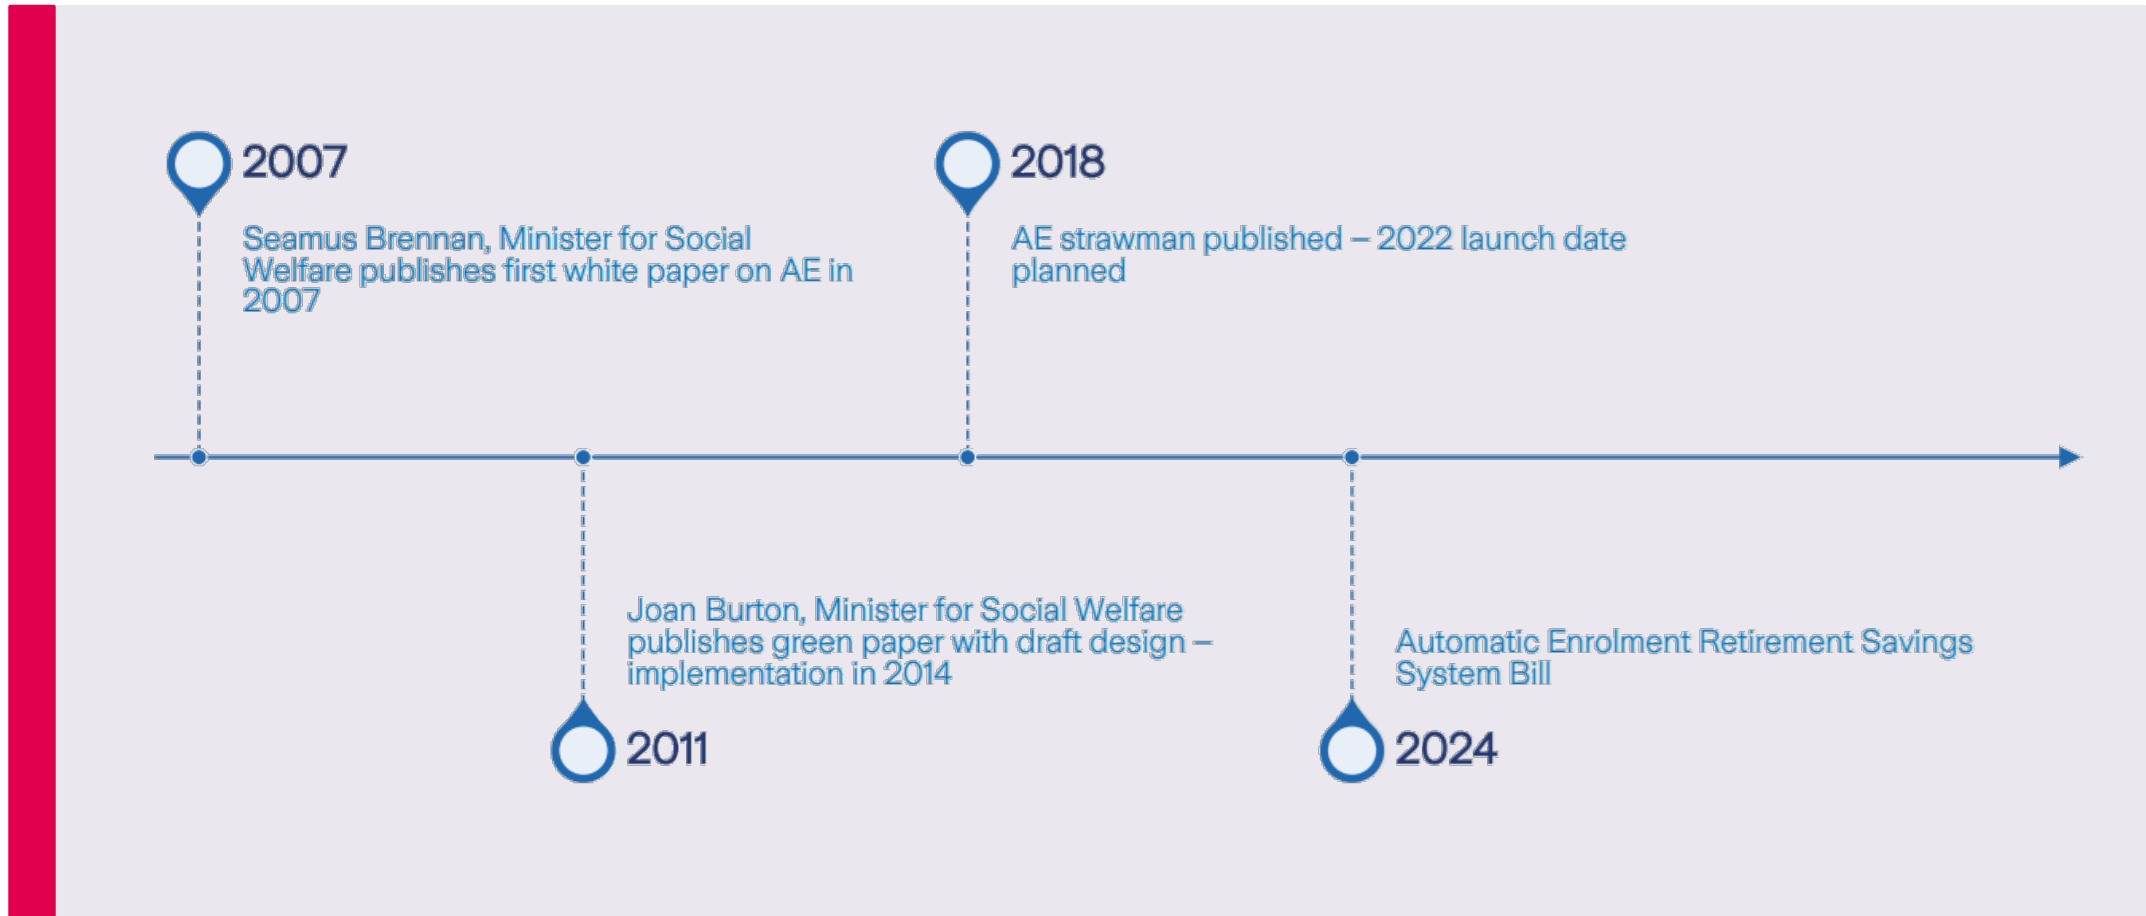 2007
Seamus Brennan, Minister for Social
Welfare publishes first white paper on AE in
2007
Joan Burton, Minister for Social Welfare
publishes green paper with draft design –
implementation in 2014
2011
2018
AE strawman published – 2022 launch date
planned
Automatic Enrolment Retirement Savings
System Bill
2024